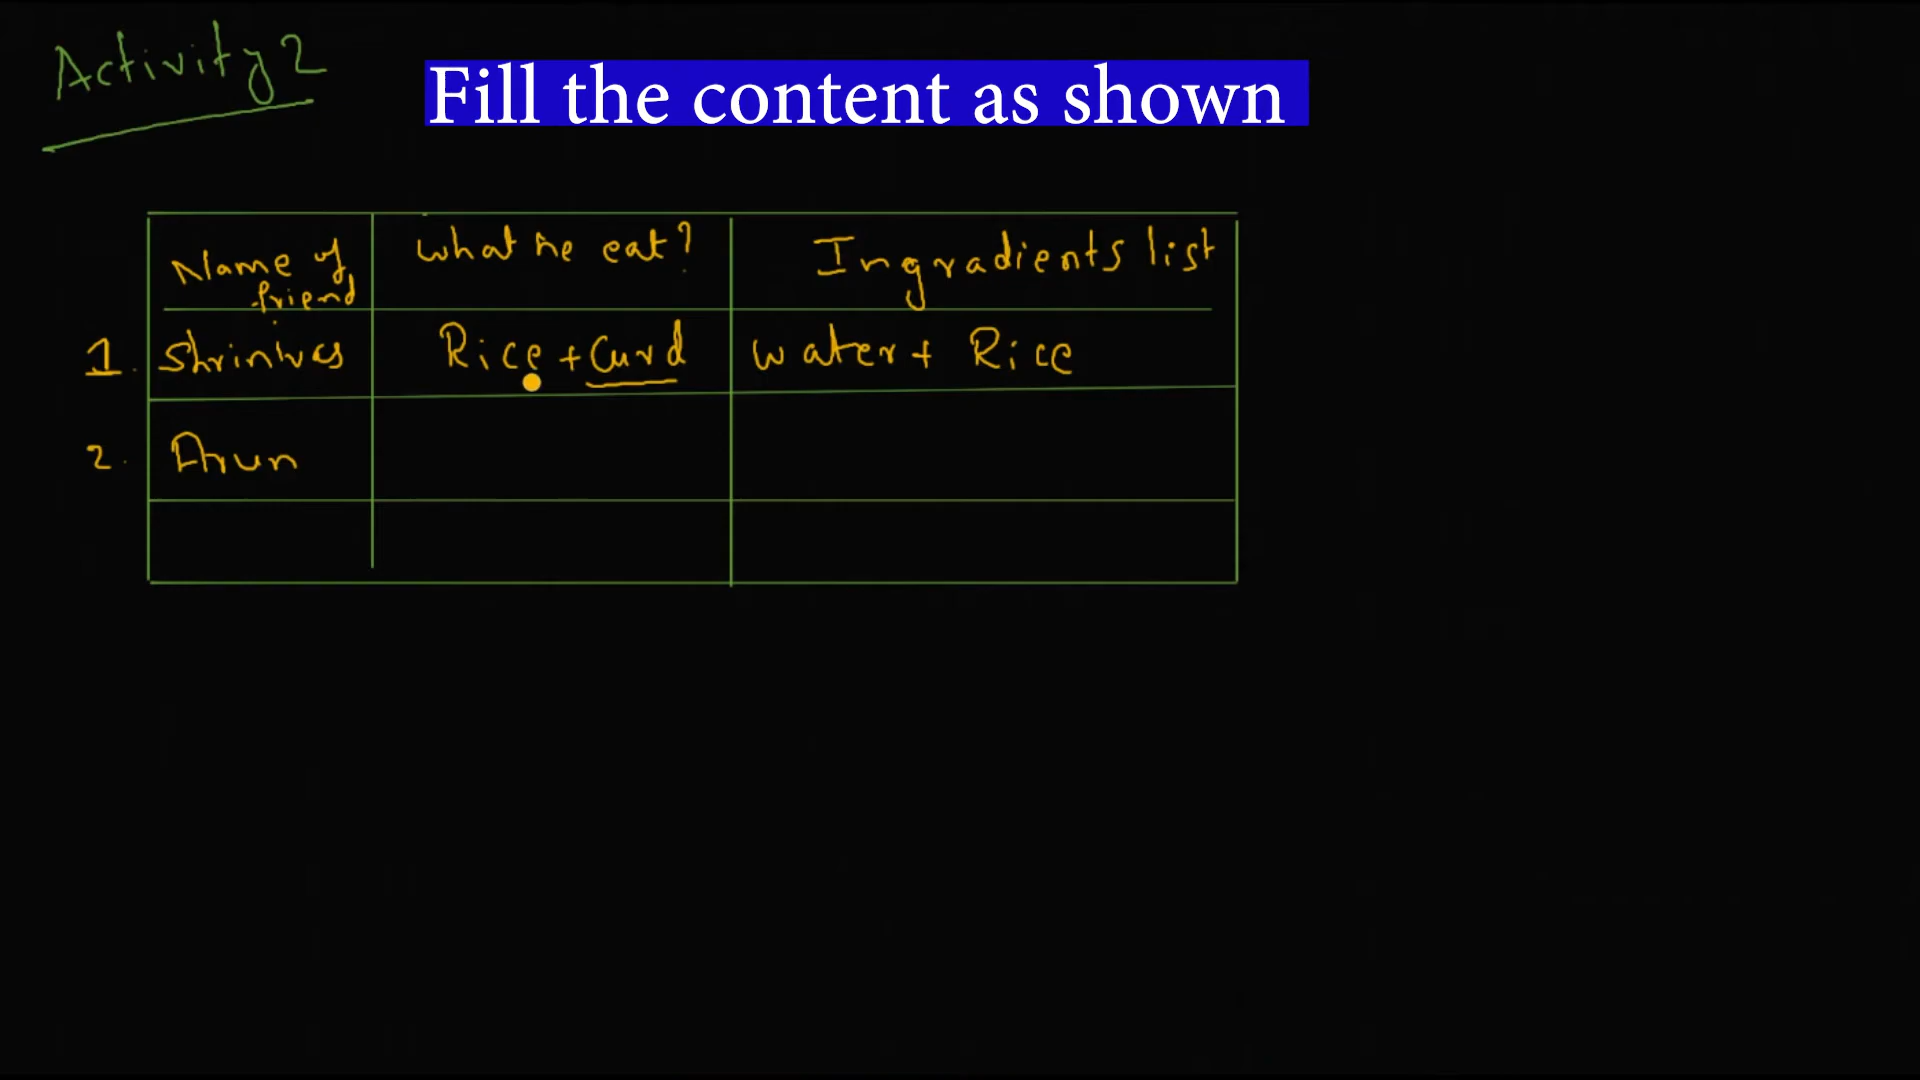 Activity 2
Fill the content as shown
Name of friend what he eat? Ingradients list
1. Shrinivas Rice + Curd water + Rice
2. Arun